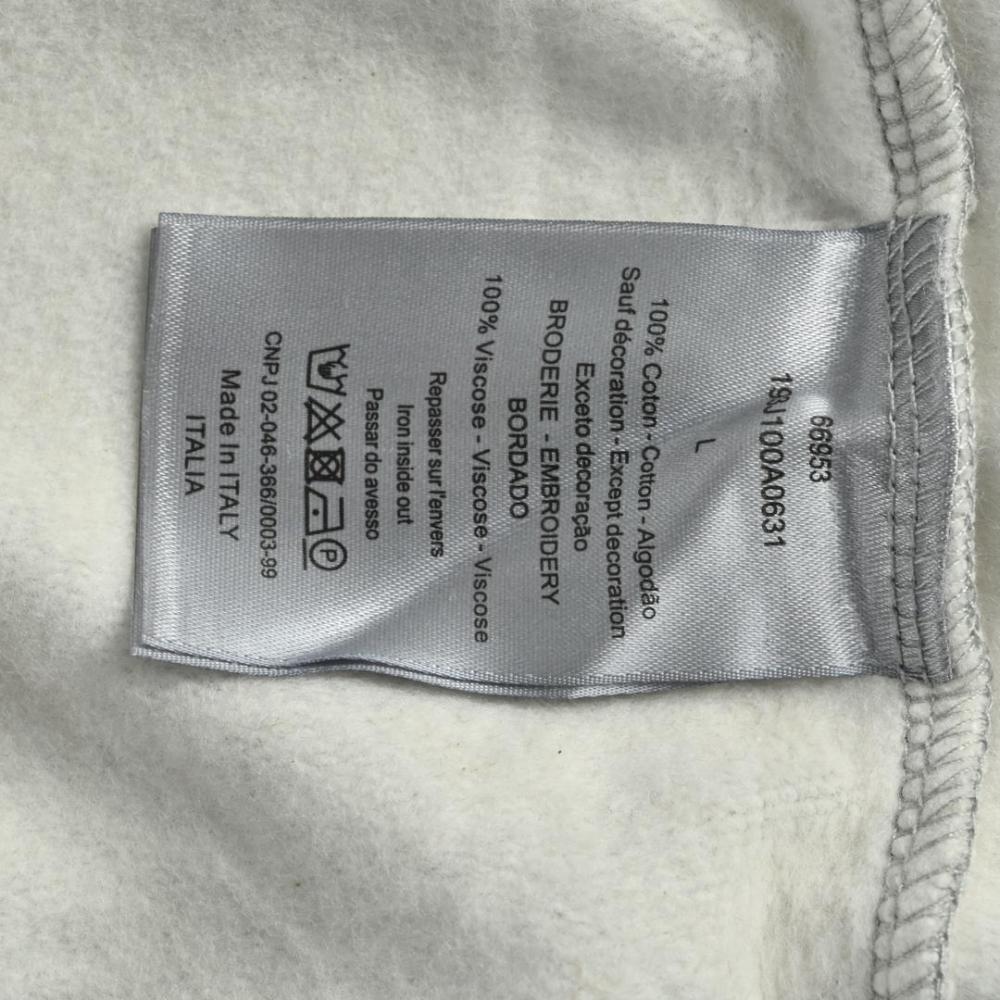 66953
19J100A0631
L
100% Coton - Cotton - Algodão
Sauf décoration - Except decoration
Exceto decoração
BRODERIE - EMBROIDERY
BORDADO
100% Viscose - Viscose - Viscose
Repasser sur l'envers
Iron inside out
Passar do avesso
P
CNPJ 02-046-366/0003-99
Made In ITALY
ITALIA